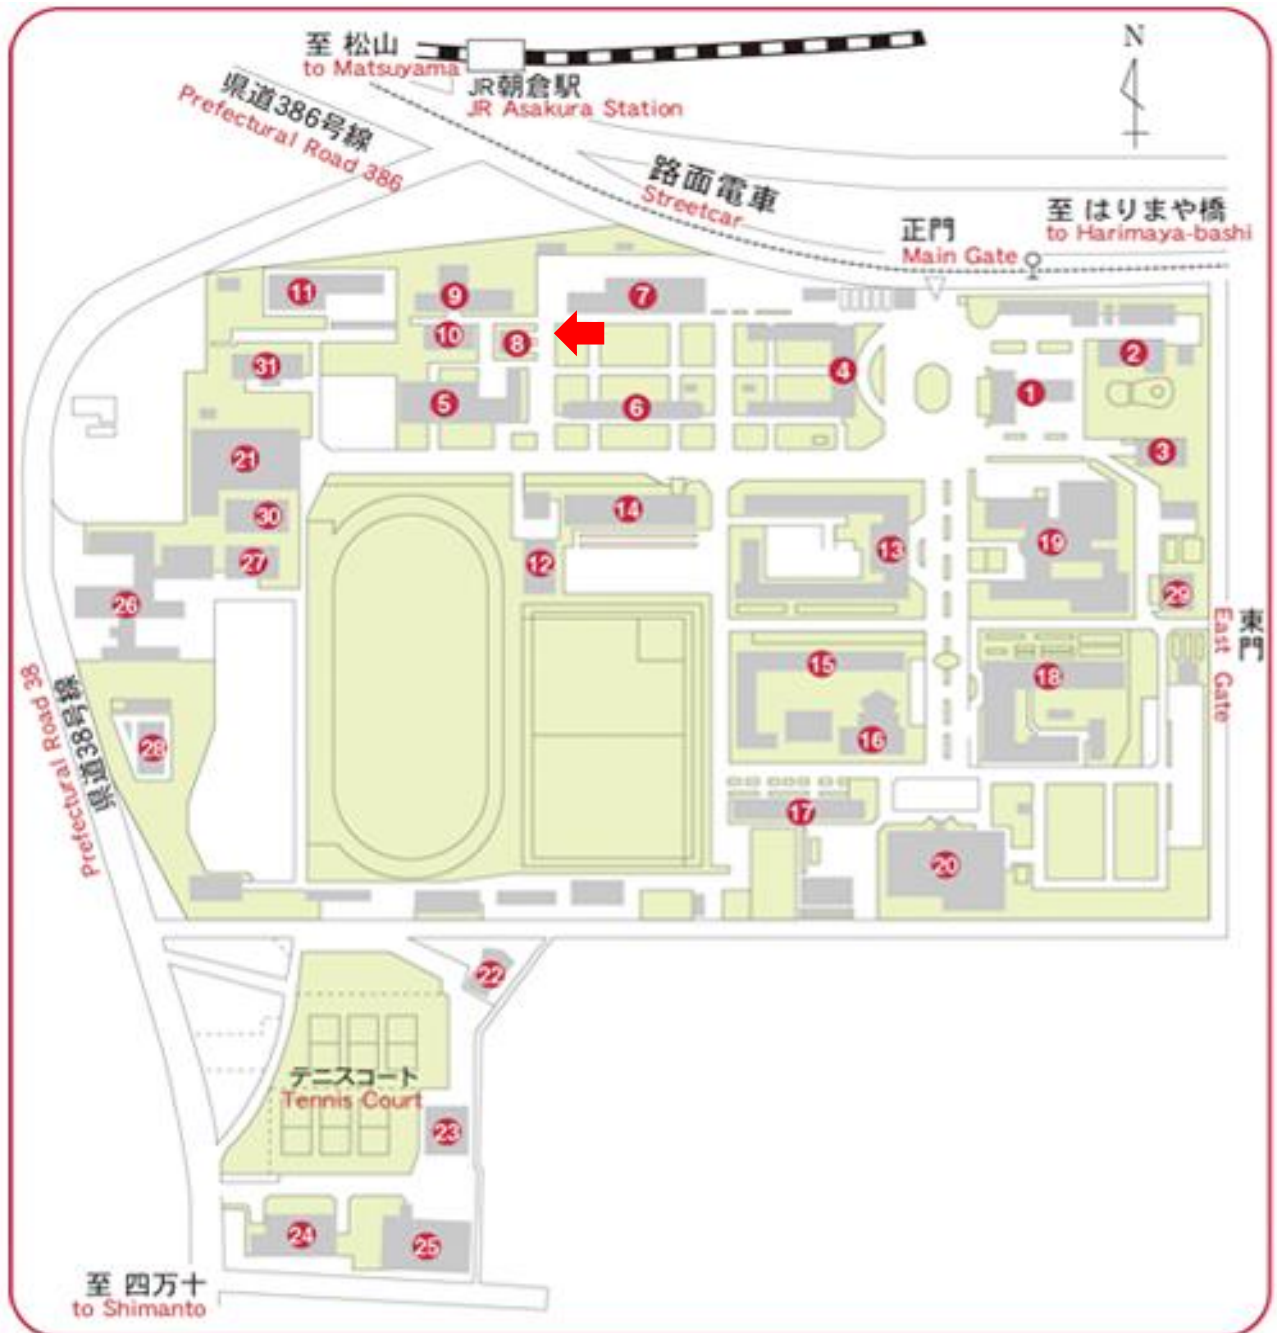 至 松山
to Matsuyama
JR朝倉駅
JR Asakura Station
N
県道386号線
Prefectural Road 386
路面電車
Streetcar
正門
Main Gate
至 はりまや橋
to Harimaya-bashi
11
9
7
10
8
31
5
6
4
1
2
3
21
30
27
26
14
12
13
19
29
東門
East Gate
15
16
18
県道38号線
Prefectural Road 38
28
17
20
22
テニスコート
Tennis Court
23
24
25
至 四万十
to Shimanto